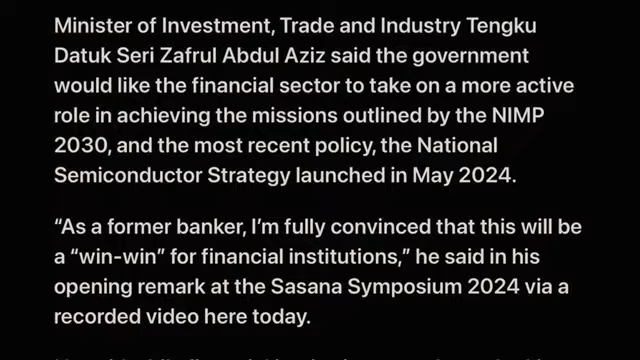 Minister of Investment, Trade and Industry Tengku
Datuk Seri Zafrul Abdul Aziz said the government
would like the financial sector to take on a more active
role in achieving the missions outlined by the NIMP
2030, and the most recent policy, the National
Semiconductor Strategy launched in May 2024.
“As a former banker, I’m fully convinced that this will be
a “win-win” for financial institutions,” he said in his
opening remark at the Sasana Symposium 2024 via a
recorded video here today.